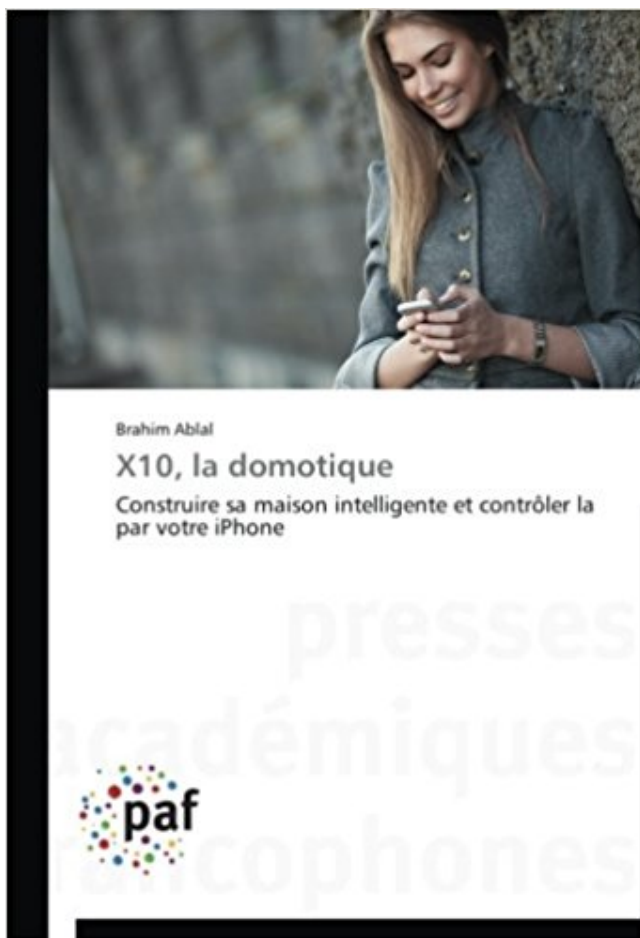 Brahim Ablal
X10, la domotique
Construire sa maison intelligente et contrôler la
par votre iPhone
presses
académiques
francophones
paf